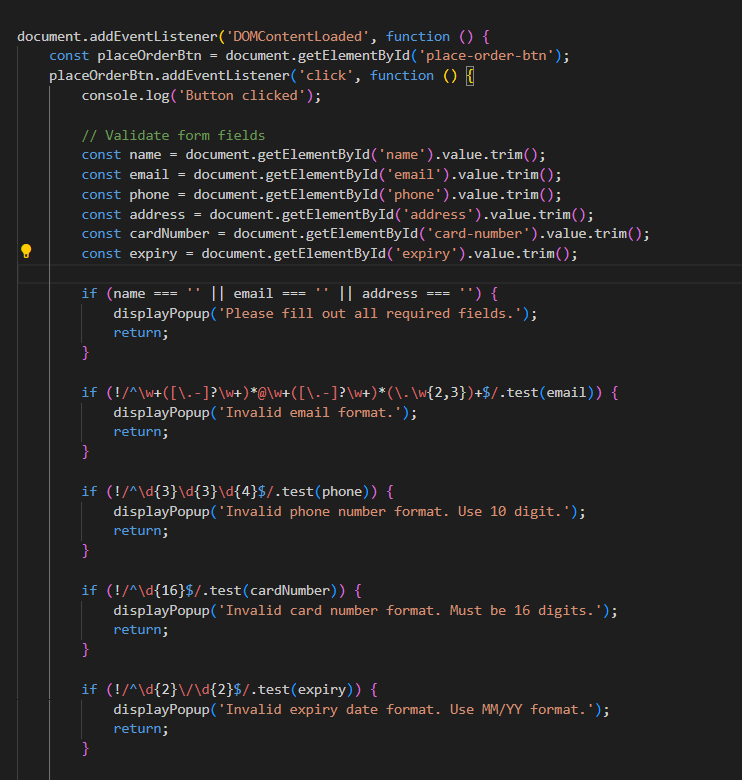 document.addEventListener('DOMContentLoaded', function () {
    const placeOrderBtn = document.getElementById('place-order-btn');
    placeOrderBtn.addEventListener('click', function () {
        console.log('Button clicked');

        // Validate form fields
        const name = document.getElementById('name').value.trim();
        const email = document.getElementById('email').value.trim();
        const phone = document.getElementById('phone').value.trim();
        const address = document.getElementById('address').value.trim();
        const cardNumber = document.getElementById('card-number').value.trim();
        const expiry = document.getElementById('expiry').value.trim();

        if (name === '' || email === '' || address === '') {
            displayPopup('Please fill out all required fields.');
            return;
        }

        if (!/^\w+([\.-]?\w+)*@\w+([\.-]?\w+)*(\.\w{2,3})+$/.test(email)) {
            displayPopup('Invalid email format.');
            return;
        }

        if (!/^\d{3}\d{3}\d{4}$/.test(phone)) {
            displayPopup('Invalid phone number format. Use 10 digit.');
            return;
        }

        if (!/^\d{16}$/.test(cardNumber)) {
            displayPopup('Invalid card number format. Must be 16 digits.');
            return;
        }

        if (!/^\d{2}\/\d{2}$/.test(expiry)) {
            displayPopup('Invalid expiry date format. Use MM/YY format.');
            return;
        }